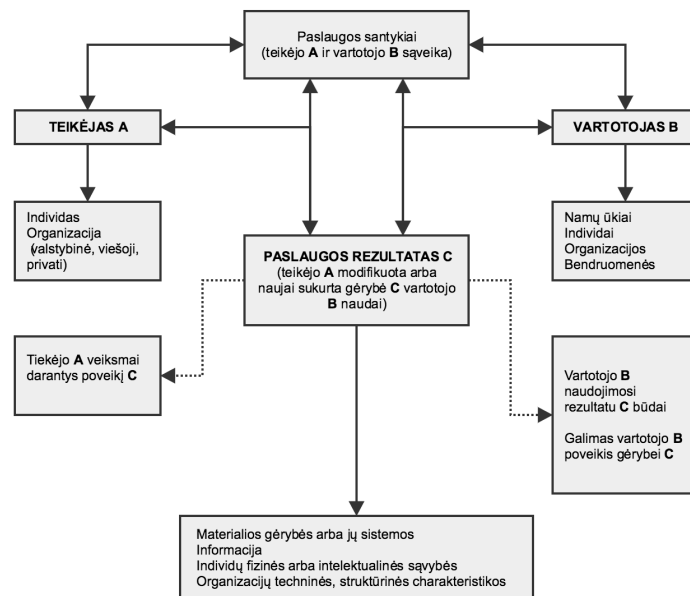 Paslaugos santykiai
(teikėjo A ir vartotojo B sąveika)
TEIKĖJAS A
VARTOTOJAS B
Individas
Organizacija
(valstybinė, viešoji,
privati)
Namų ūkiai
Individai
Organizacijos
Bendruomenės
PASLAUGOS REZULTATAS C
(teikėjo A modifikuota arba
naujai sukurta gėrybė C vartotojo
B naudai)
Tiekėjo A veiksmai
darantys poveikį C
Vartotojo B
naudojimosi
rezultatu C būdai
Galimas vartotojo B
poveikis gėrybei C
Materialios gėrybės arba jų sistemos
Informacija
Individų fizinės arba intelektualinės sąvybės
Organizacijų techninės, struktūrinės charakteristikos